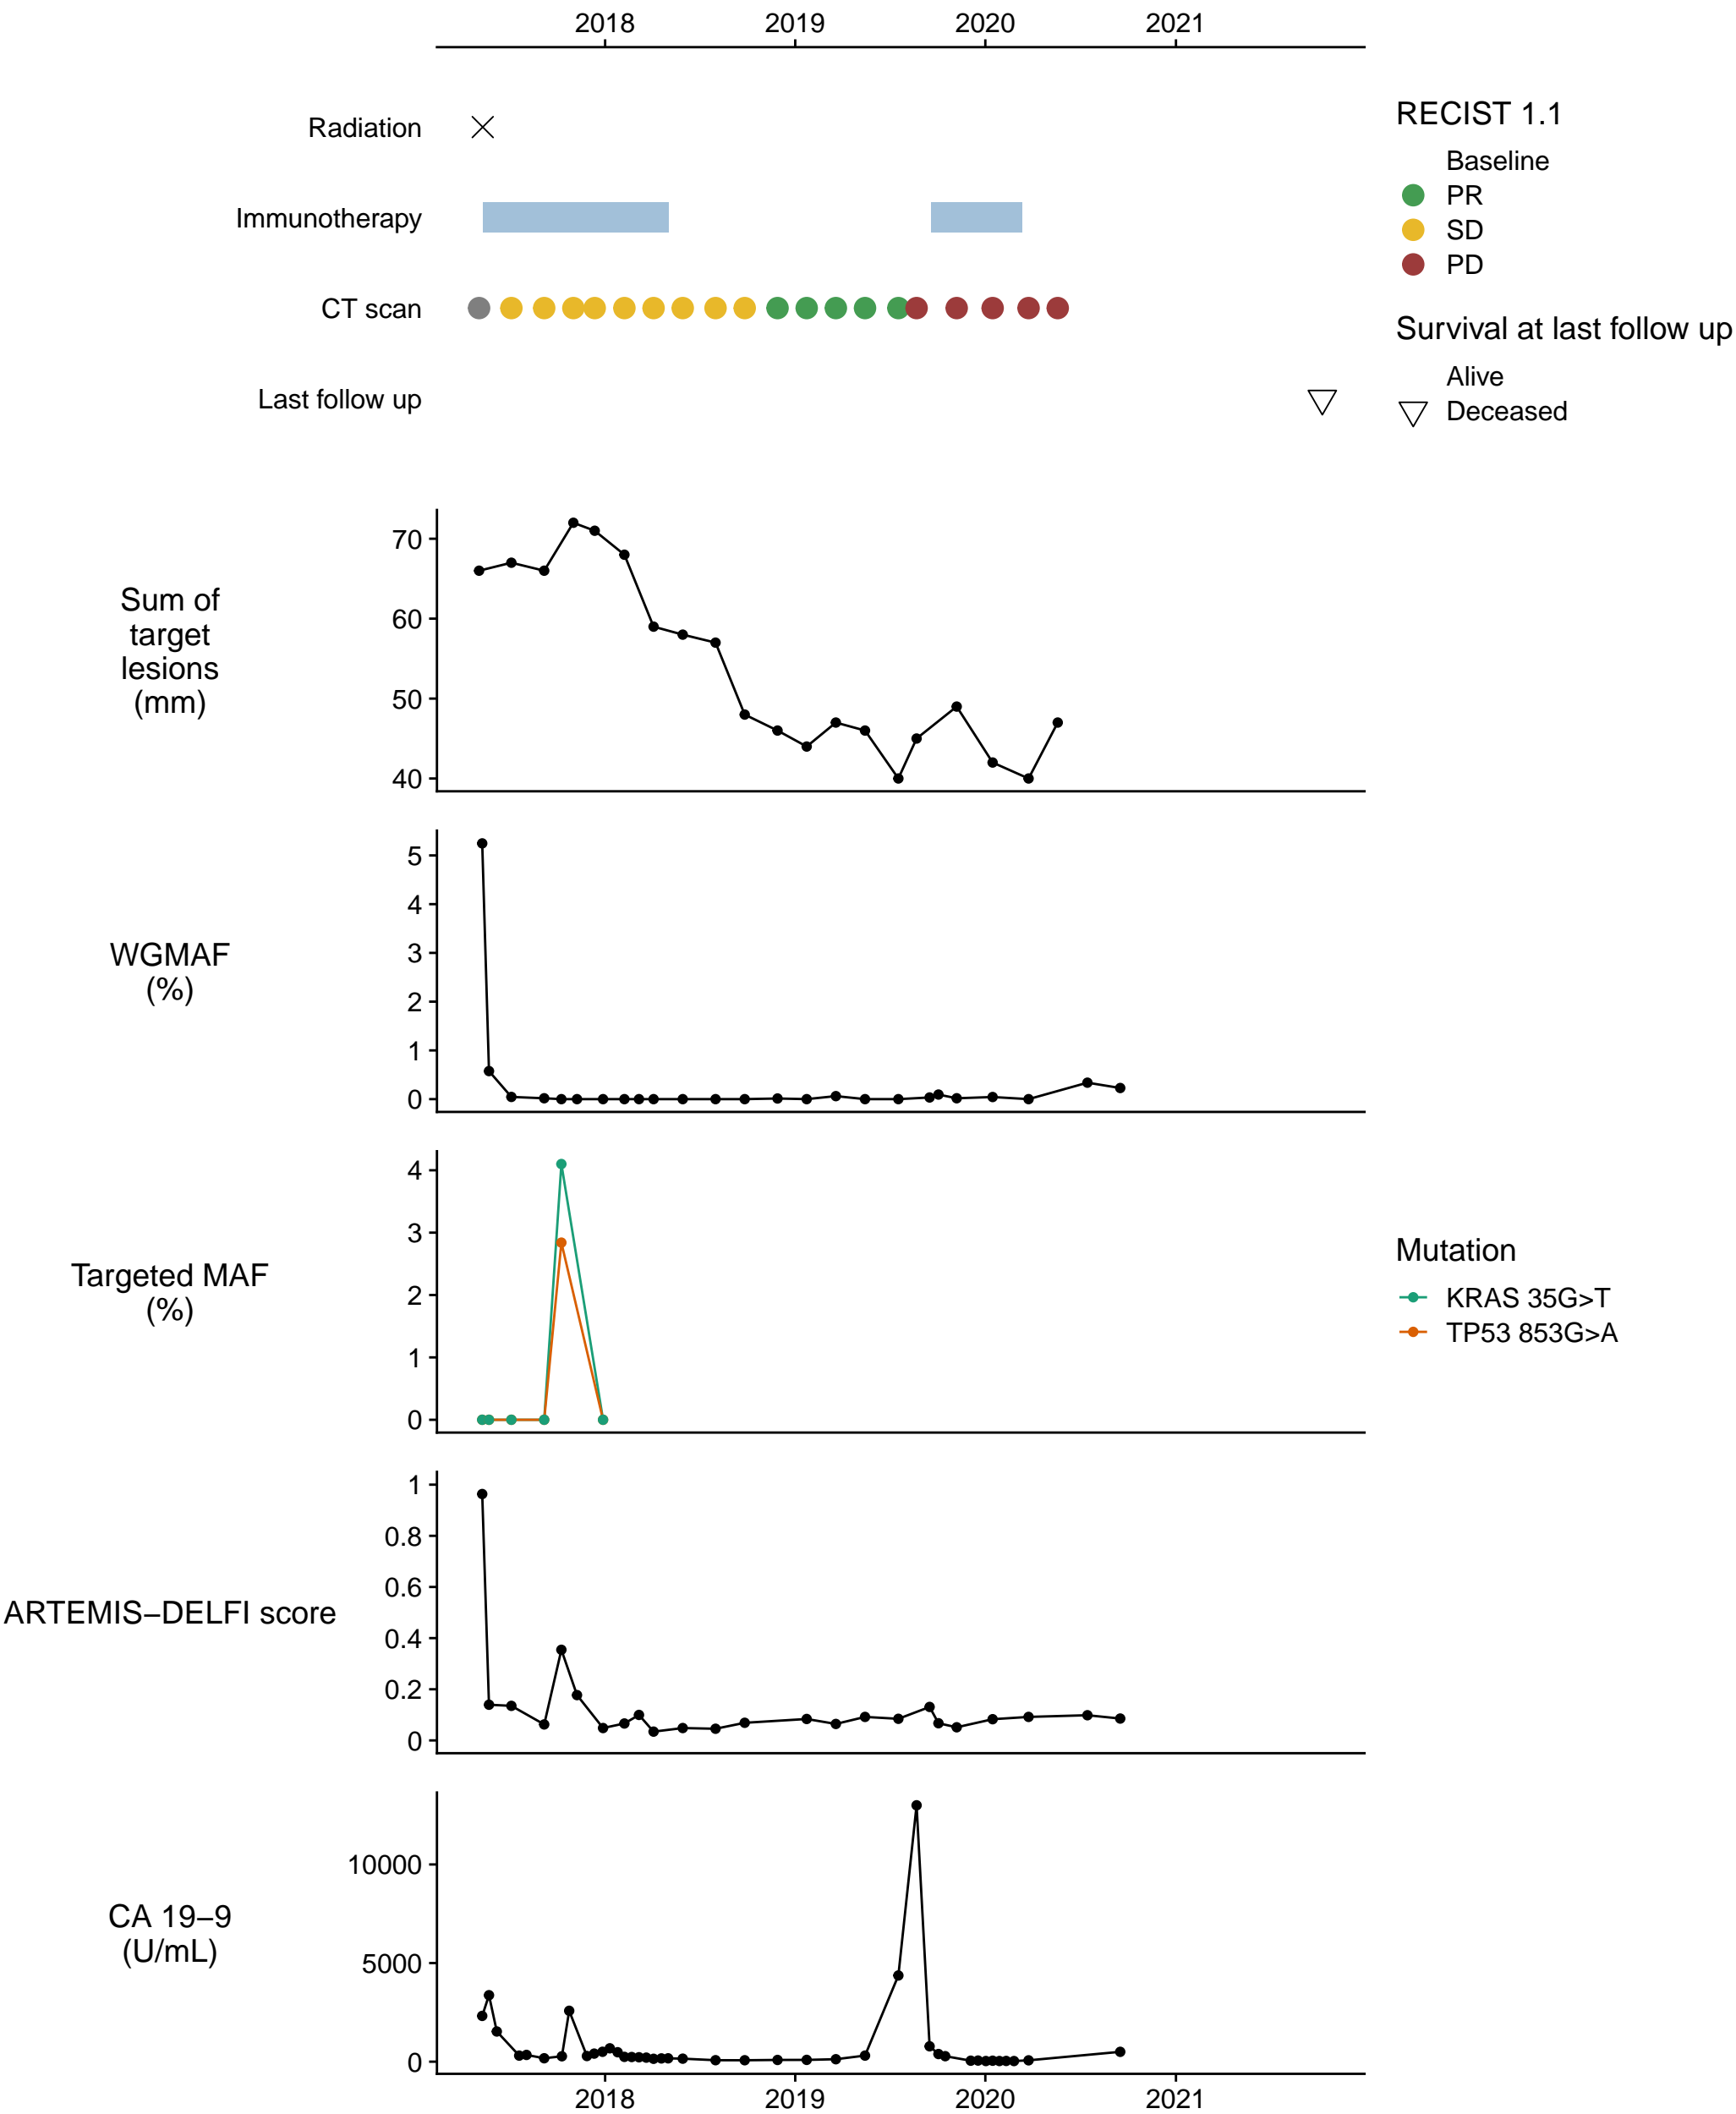 2018 2019 2020 2021
Radiation
Immunotherapy
CT scan
Last follow up
RECIST 1.1
Baseline
PR
SD
PD
Survival at last follow up
Alive
Deceased
Sum of
target
lesions
(mm)
70
60
50
40
WGMAF
(%)
5
4
3
2
1
0
Targeted MAF
(%)
4
3
2
1
0
Mutation
KRAS 35G>T
TP53 853G>A
ARTEMIS−DELFI score
1
0.8
0.6
0.4
0.2
0
CA 19−9
(U/mL)
10000
5000
0
2018 2019 2020 2021